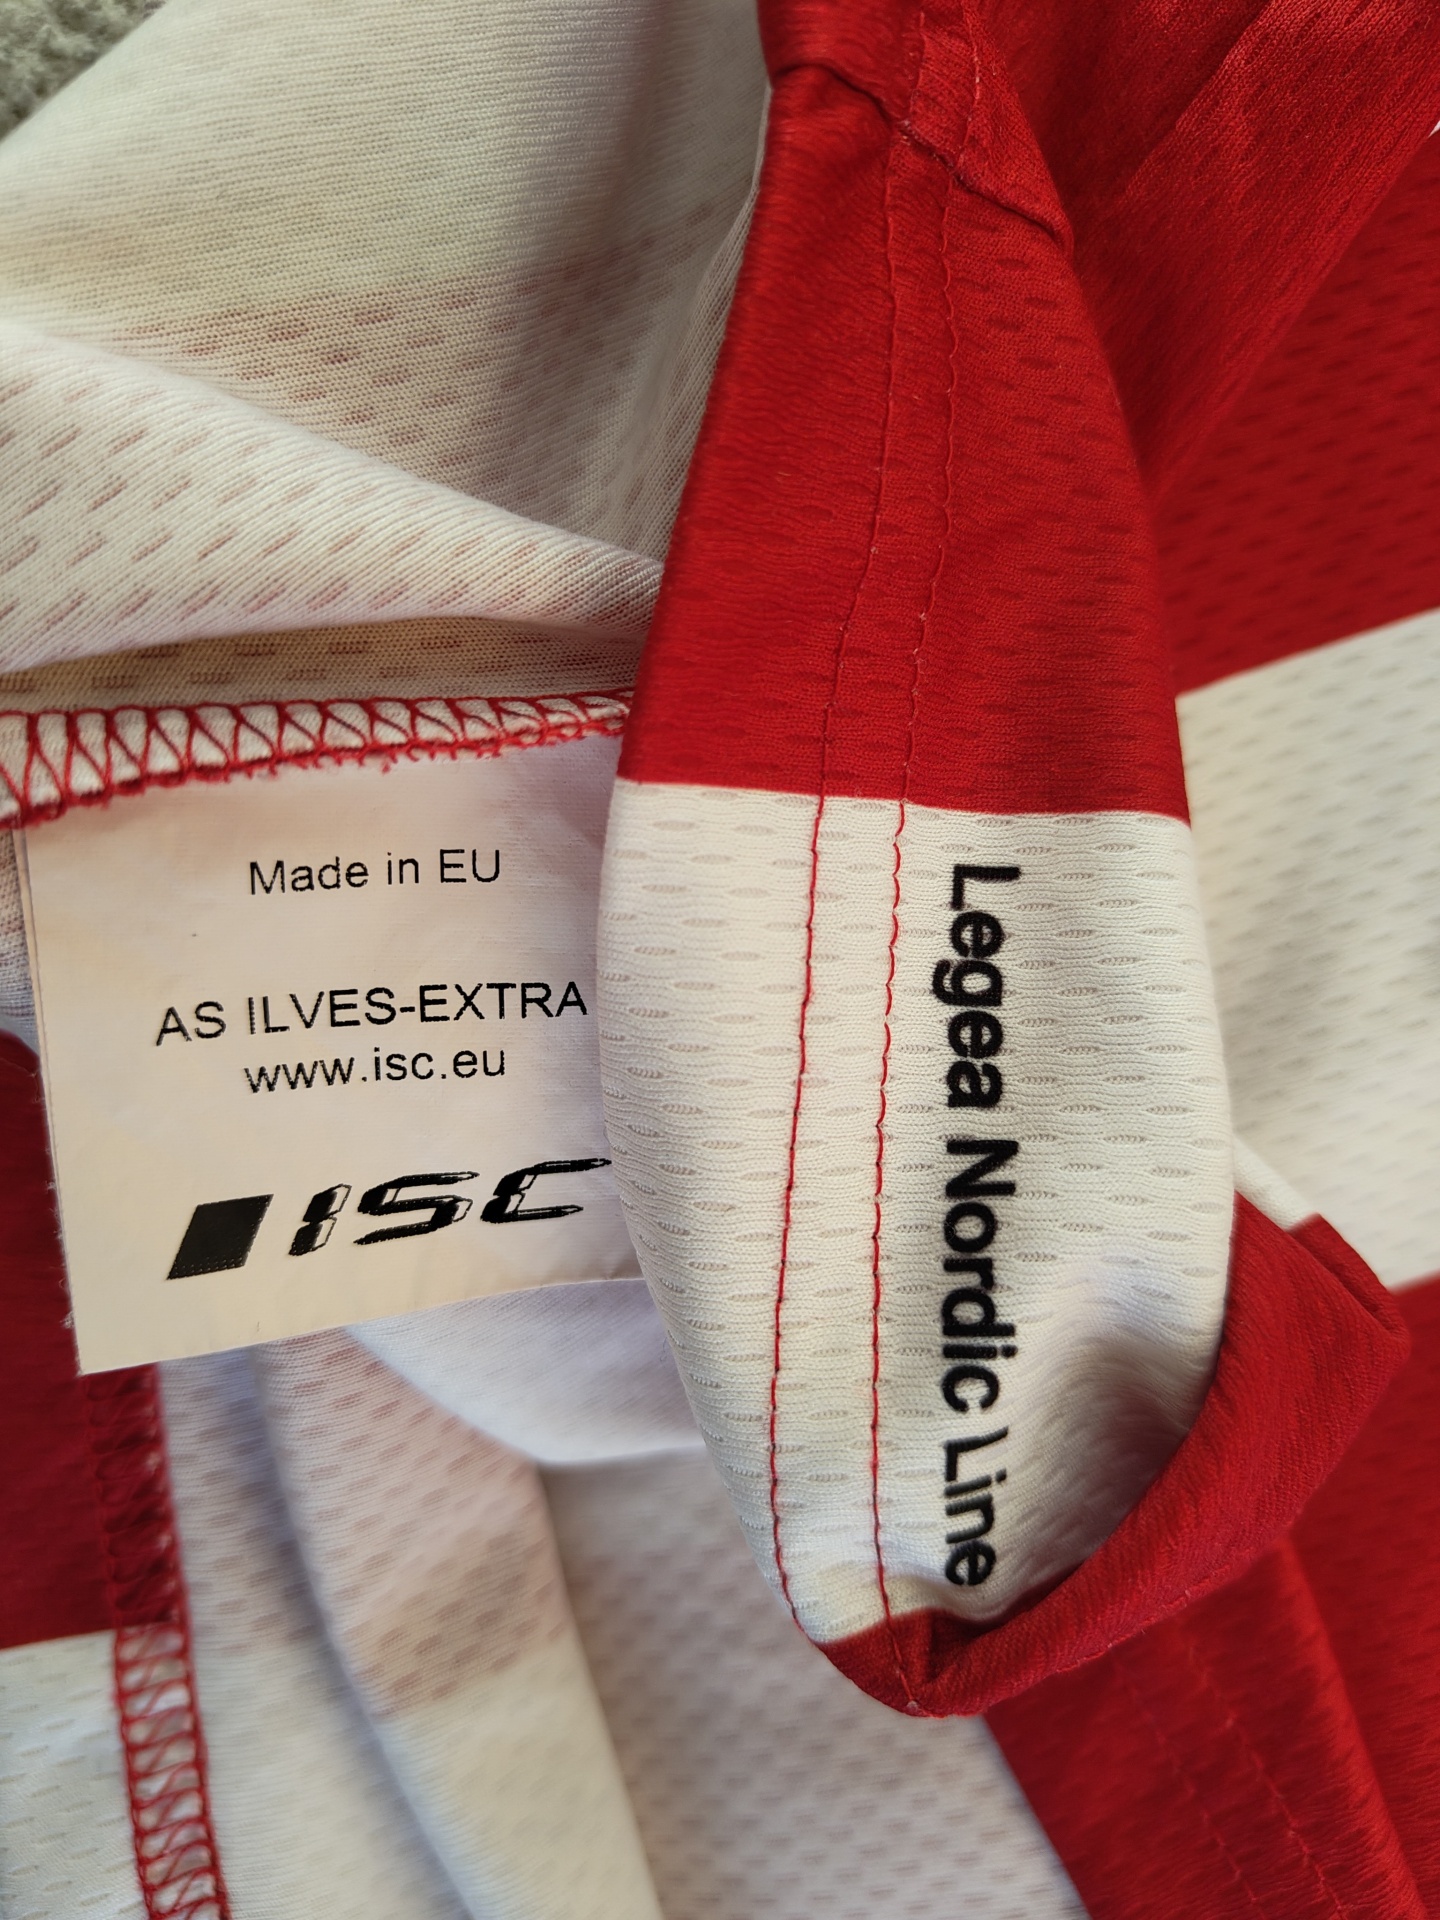 Made in EU
AS ILVES-EXTRA
www.isc.eu
ISC
Legea Nordic Line